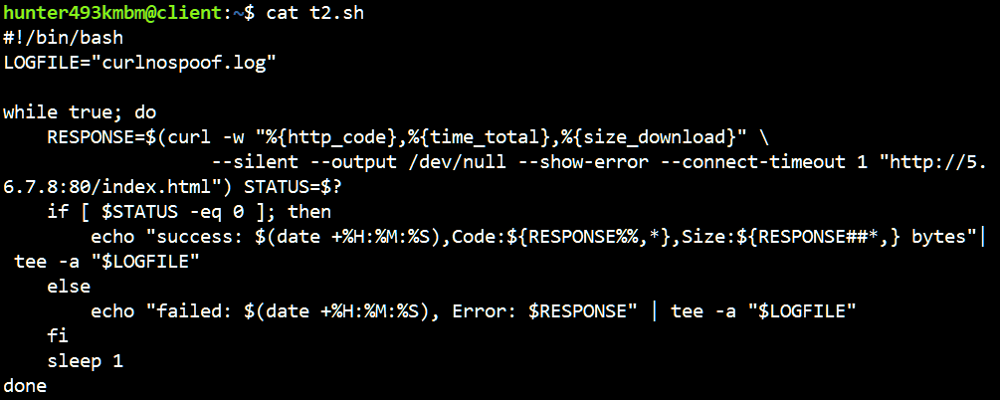 hunter493kmbm@client:~$ cat t2.sh
#!/bin/bash
LOGFILE="curlnospoof.log"

while true; do
    RESPONSE=$(curl -w "%{http_code},%{time_total},%{size_download}" \
                 --silent --output /dev/null --show-error --connect-timeout 1 "http://5.
6.7.8:80/index.html") STATUS=$?
    if [ $STATUS -eq 0 ]; then
        echo "success: $(date +%H:%M:%S),Code:${RESPONSE%%,*},Size:${RESPONSE##*,} bytes"|
 tee -a "$LOGFILE"
    else
        echo "failed: $(date +%H:%M:%S), Error: $RESPONSE" | tee -a "$LOGFILE"
    fi
    sleep 1
done